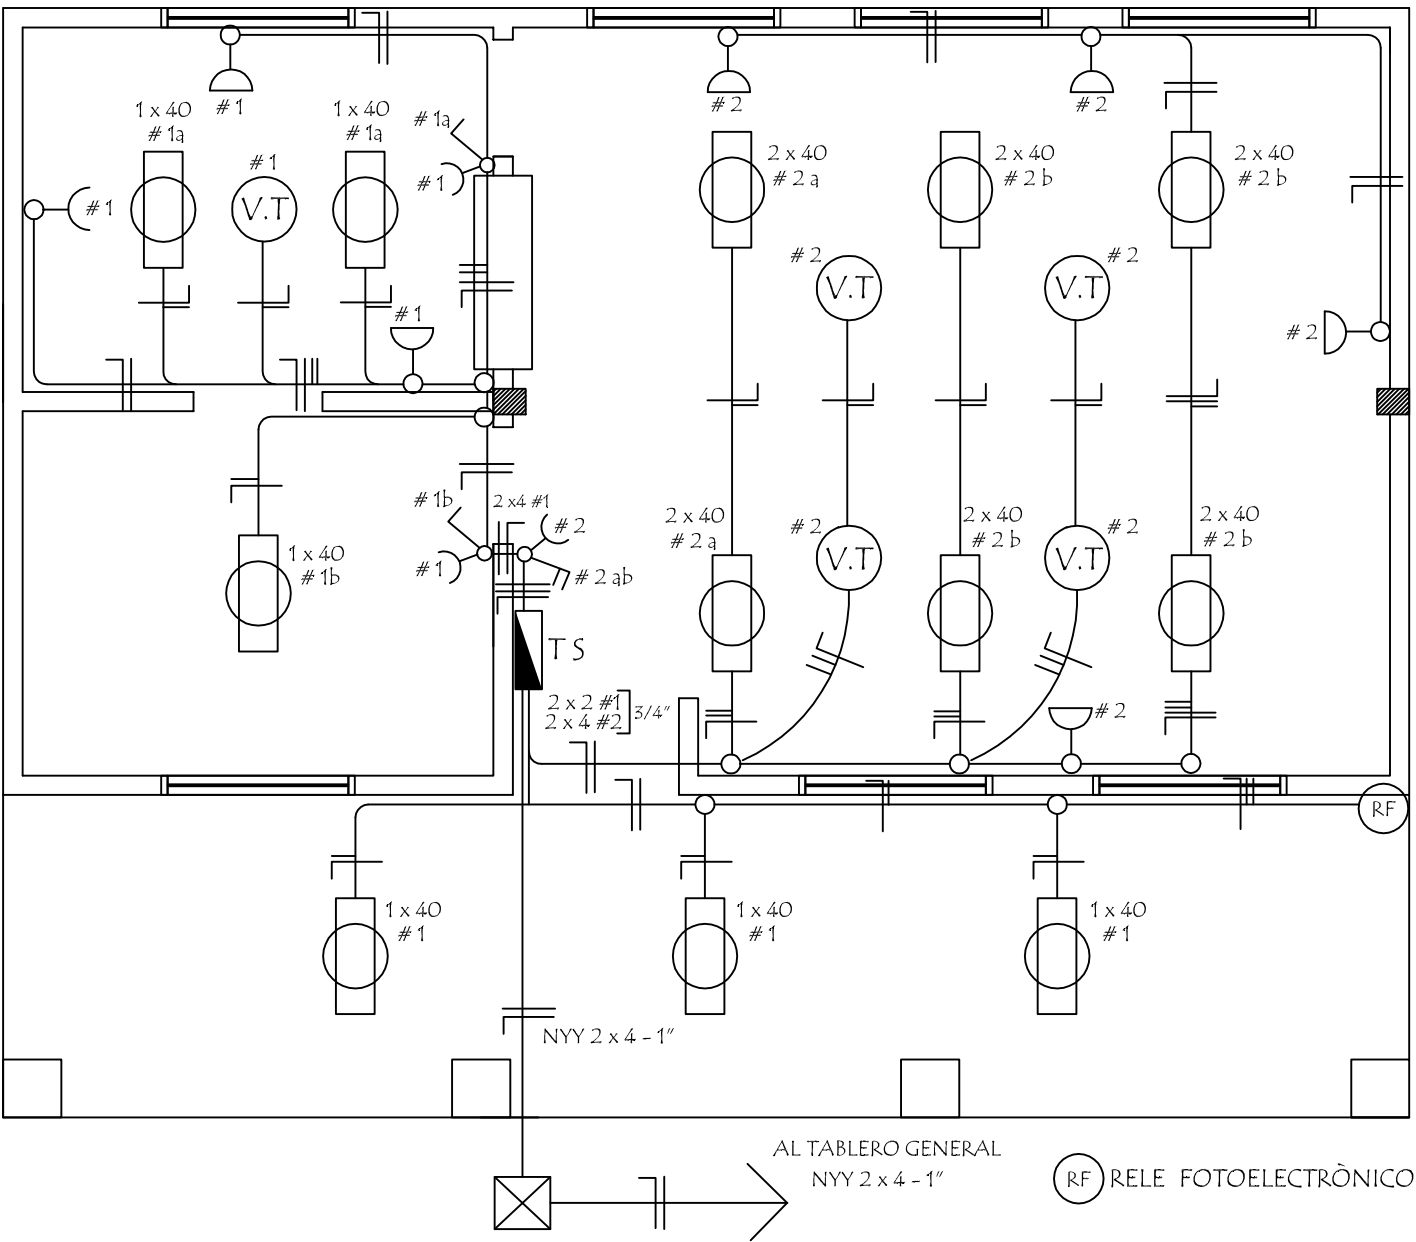 # 1
# 2
# 2
1 x 40
# 1a
1 x 40
# 1a
# 1a
# 1
V.T
# 1
# 1
2 x 40
# 2 a
2 x 40
# 2 b
2 x 40
# 2 b
# 1
# 2
V.T
# 2
V.T
# 2
# 1b
2 x4 #1
# 2
# 1
# 2 ab
1 x 40
# 1b
2 x 40
# 2 a
# 2
V.T
2 x 40
# 2 b
# 2
V.T
2 x 40
# 2 b
T S
2 x 2 #1
2 x 4 #2
3/4"
# 2
RF
1 x 40
# 1
1 x 40
# 1
1 x 40
# 1
NYY 2 x 4 - 1"
AL TABLERO GENERAL
NYY 2 x 4 - 1"
RF RELE FOTOELECTRÒNICO